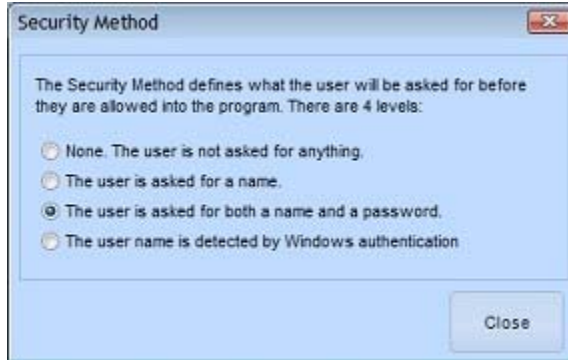 Security Method
The Security Method defines what the user will be asked for before
they are allowed into the program. There are 4 levels:
None. The user is not asked for anything.
The user is asked for a name.
The user is asked for both a name and a password.
The user name is detected by Windows authentication
Close